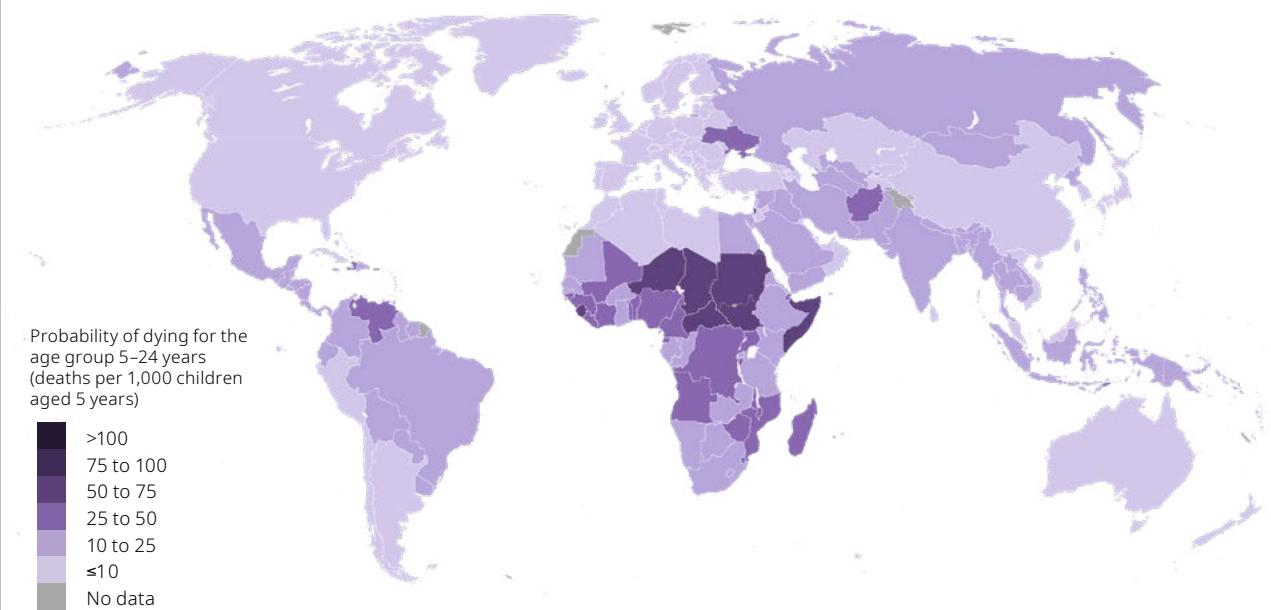 Probability of dying for the
age group 5–24 years
(deaths per 1,000 children
aged 5 years)
>100
75 to 100
50 to 75
25 to 50
10 to 25
≤10
No data